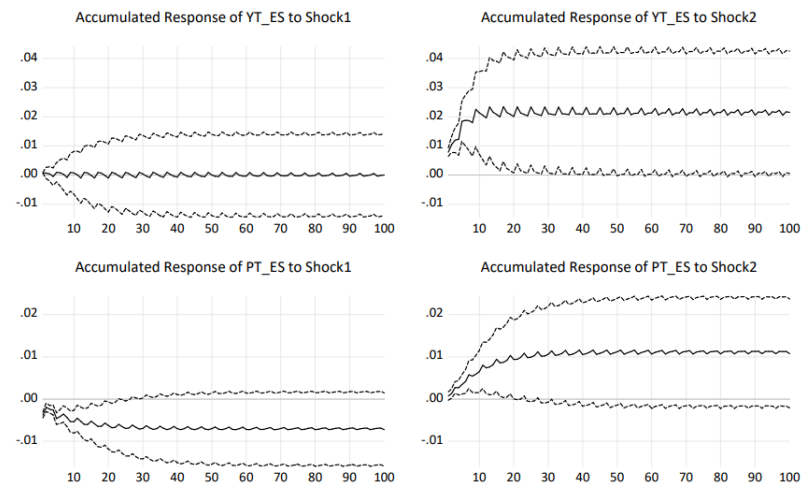 Accumulated Response of YT_ES to Shock1
.04
.03
.02
.01
.00
-.01
10 20 30 40 50 60 70 80 90 100
Accumulated Response of YT_ES to Shock2
.04
.03
.02
.01
.00
-.01
10 20 30 40 50 60 70 80 90 100
Accumulated Response of PT_ES to Shock1
.02
.01
.00
-.01
10 20 30 40 50 60 70 80 90 100
Accumulated Response of PT_ES to Shock2
.02
.01
.00
-.01
10 20 30 40 50 60 70 80 90 100